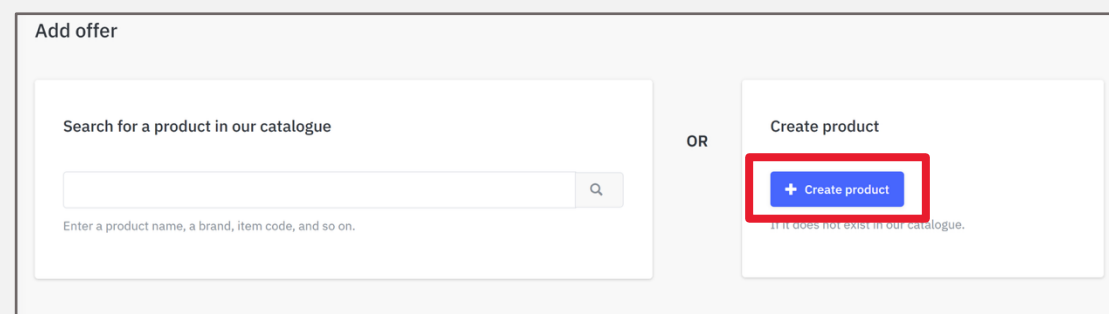 Add offer
Search for a product in our catalogue
Enter a product name, a brand, item code, and so on.
OR
Create product
Create product
If it does not exist in our catalogue.